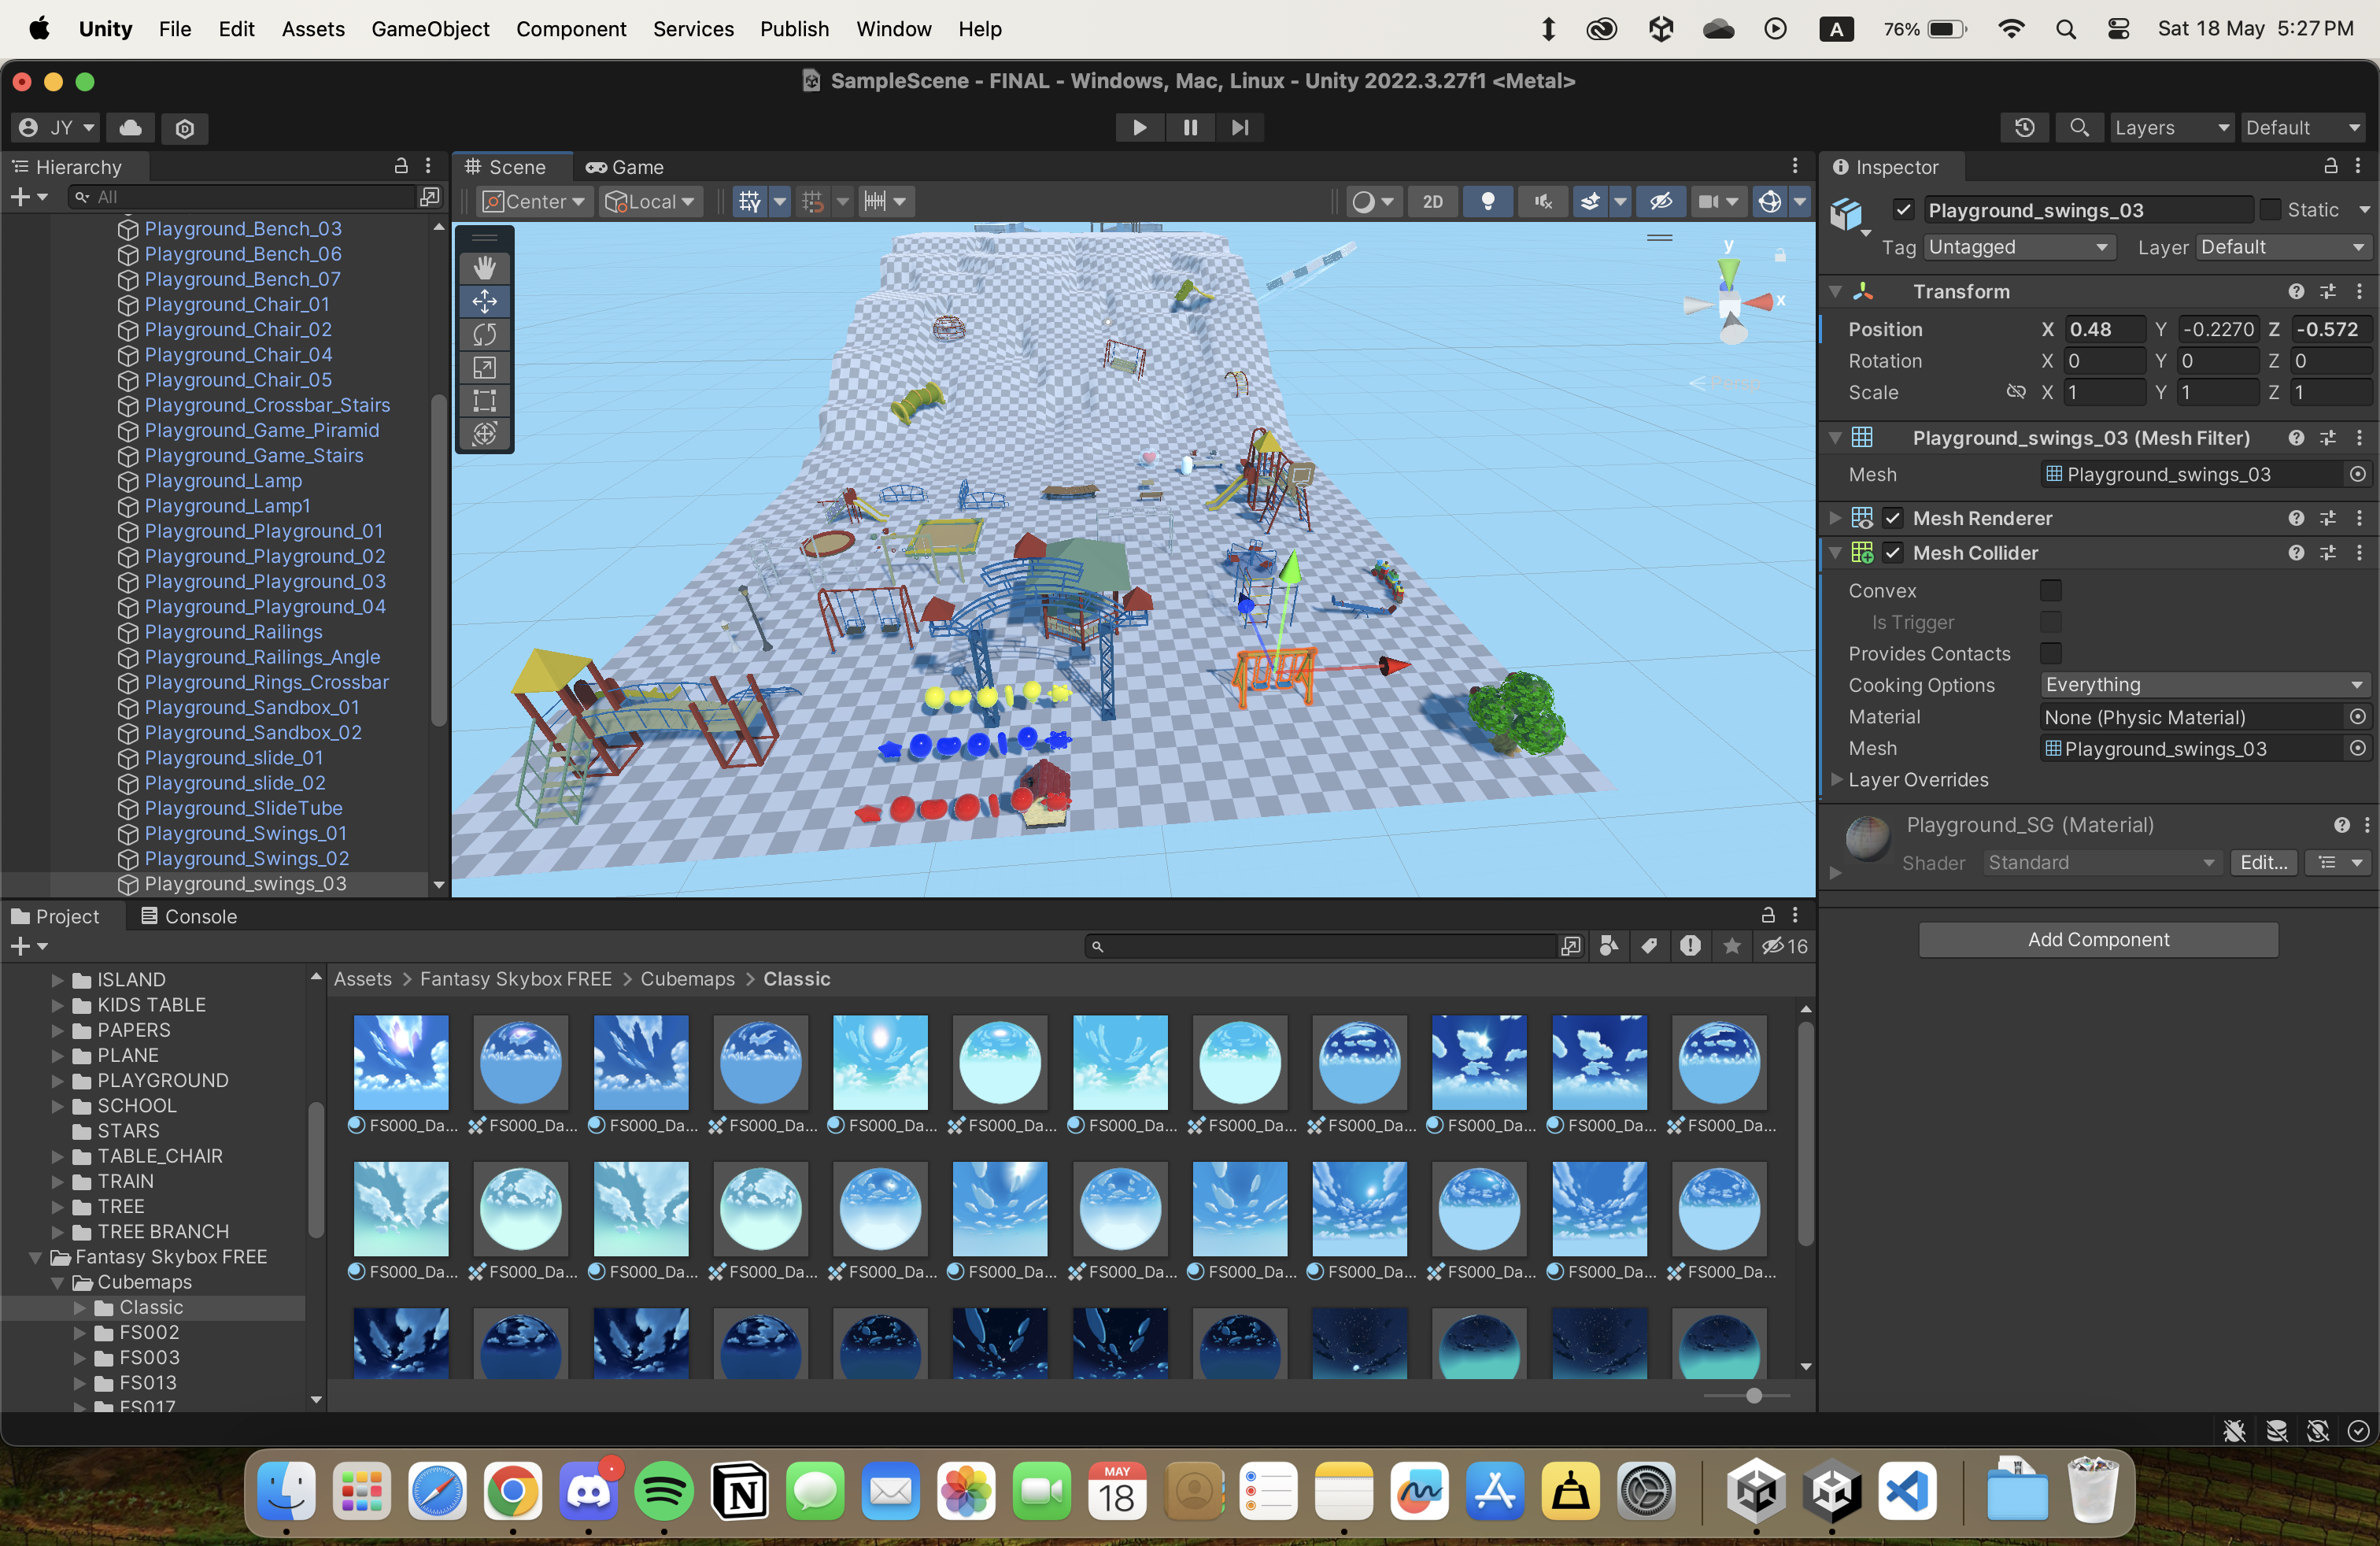 Unity File Edit Assets GameObject Component Services Publish Window Help A 76% Sat 18 May 5:27 PM
SampleScene - FINAL - Windows, Mac, Linux - Unity 2022.3.27f1 <Metal>
JY Layers Default
Hierarchy
All
Playground_Bench_03
Playground_Bench_06
Playground_Bench_07
Playground_Chair_01
Playground_Chair_02
Playground_Chair_04
Playground_Chair_05
Playground_Crossbar_Stairs
Playground_Game_Piramid
Playground_Game_Stairs
Playground_Lamp
Playground_Lamp1
Playground_Playground_01
Playground_Playground_02
Playground_Playground_03
Playground_Playground_04
Playground_Railings
Playground_Railings_Angle
Playground_Rings_Crossbar
Playground_Sandbox_01
Playground_Sandbox_02
Playground_slide_01
Playground_slide_02
Playground_SlideTube
Playground_Swings_01
Playground_Swings_02
Playground_swings_03
Scene Game
Center Local 2D
y
x
Persp
Inspector
Playground_swings_03 Static
Tag Untagged Layer Default
Transform
Position X 0.48 Y -0.2270 Z -0.572
Rotation X 0 Y 0 Z 0
Scale X 1 Y 1 Z 1
Playground_swings_03 (Mesh Filter)
Mesh Playground_swings_03
Mesh Renderer
Mesh Collider
Convex
Is Trigger
Provides Contacts
Cooking Options Everything
Material None (Physic Material)
Mesh Playground_swings_03
Layer Overrides
Playground_SG (Material)
Shader Standard Edit...
Add Component
Project Console
16
ISLAND
KIDS TABLE
PAPERS
PLANE
PLAYGROUND
SCHOOL
STARS
TABLE_CHAIR
TRAIN
TREE
TREE BRANCH
Fantasy Skybox FREE
Cubemaps
Classic
FS002
FS003
FS013
FS017
Assets > Fantasy Skybox FREE > Cubemaps > Classic
FS000_Da... FS000_Da... FS000_Da... FS000_Da... FS000_Da... FS000_Da... FS000_Da... FS000_Da... FS000_Da... FS000_Da... FS000_Da... FS000_Da...
FS000_Da... FS000_Da... FS000_Da... FS000_Da... FS000_Da... FS000_Da... FS000_Da... FS000_Da... FS000_Da... FS000_Da... FS000_Da... FS000_Da...
MAY
18